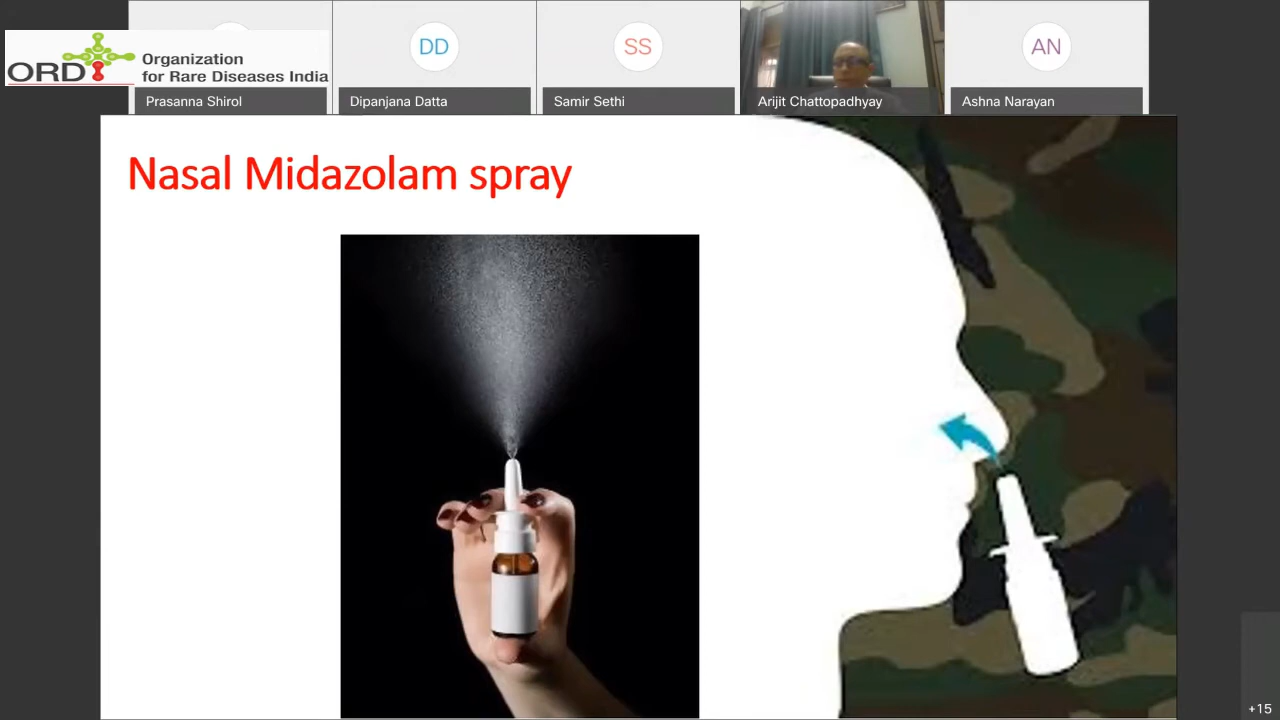 ORDI
Organization
for Rare Diseases India
DD
SS
AN
Prasanna Shirol
Dipanjana Datta
Samir Sethi
Arijit Chattopadhyay
Ashna Narayan
Nasal Midazolam spray
+15